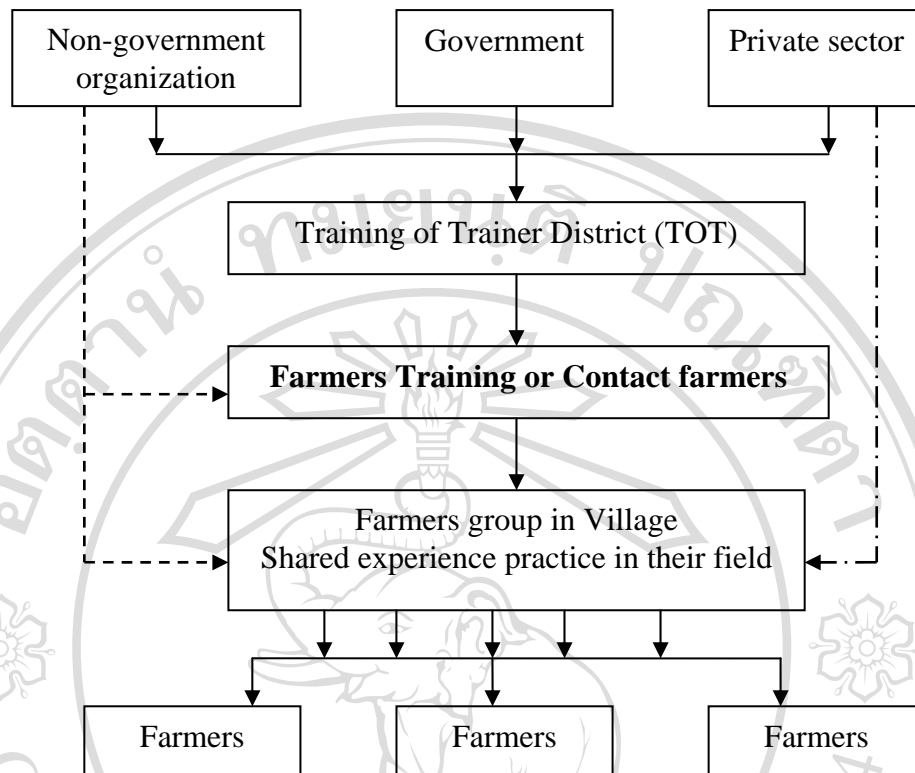 Non-government
organization
Government
Private sector
Training of Trainer District (TOT)
Farmers Training or Contact farmers
Farmers group in Village
Shared experience practice in their field
Farmers
Farmers
Farmers